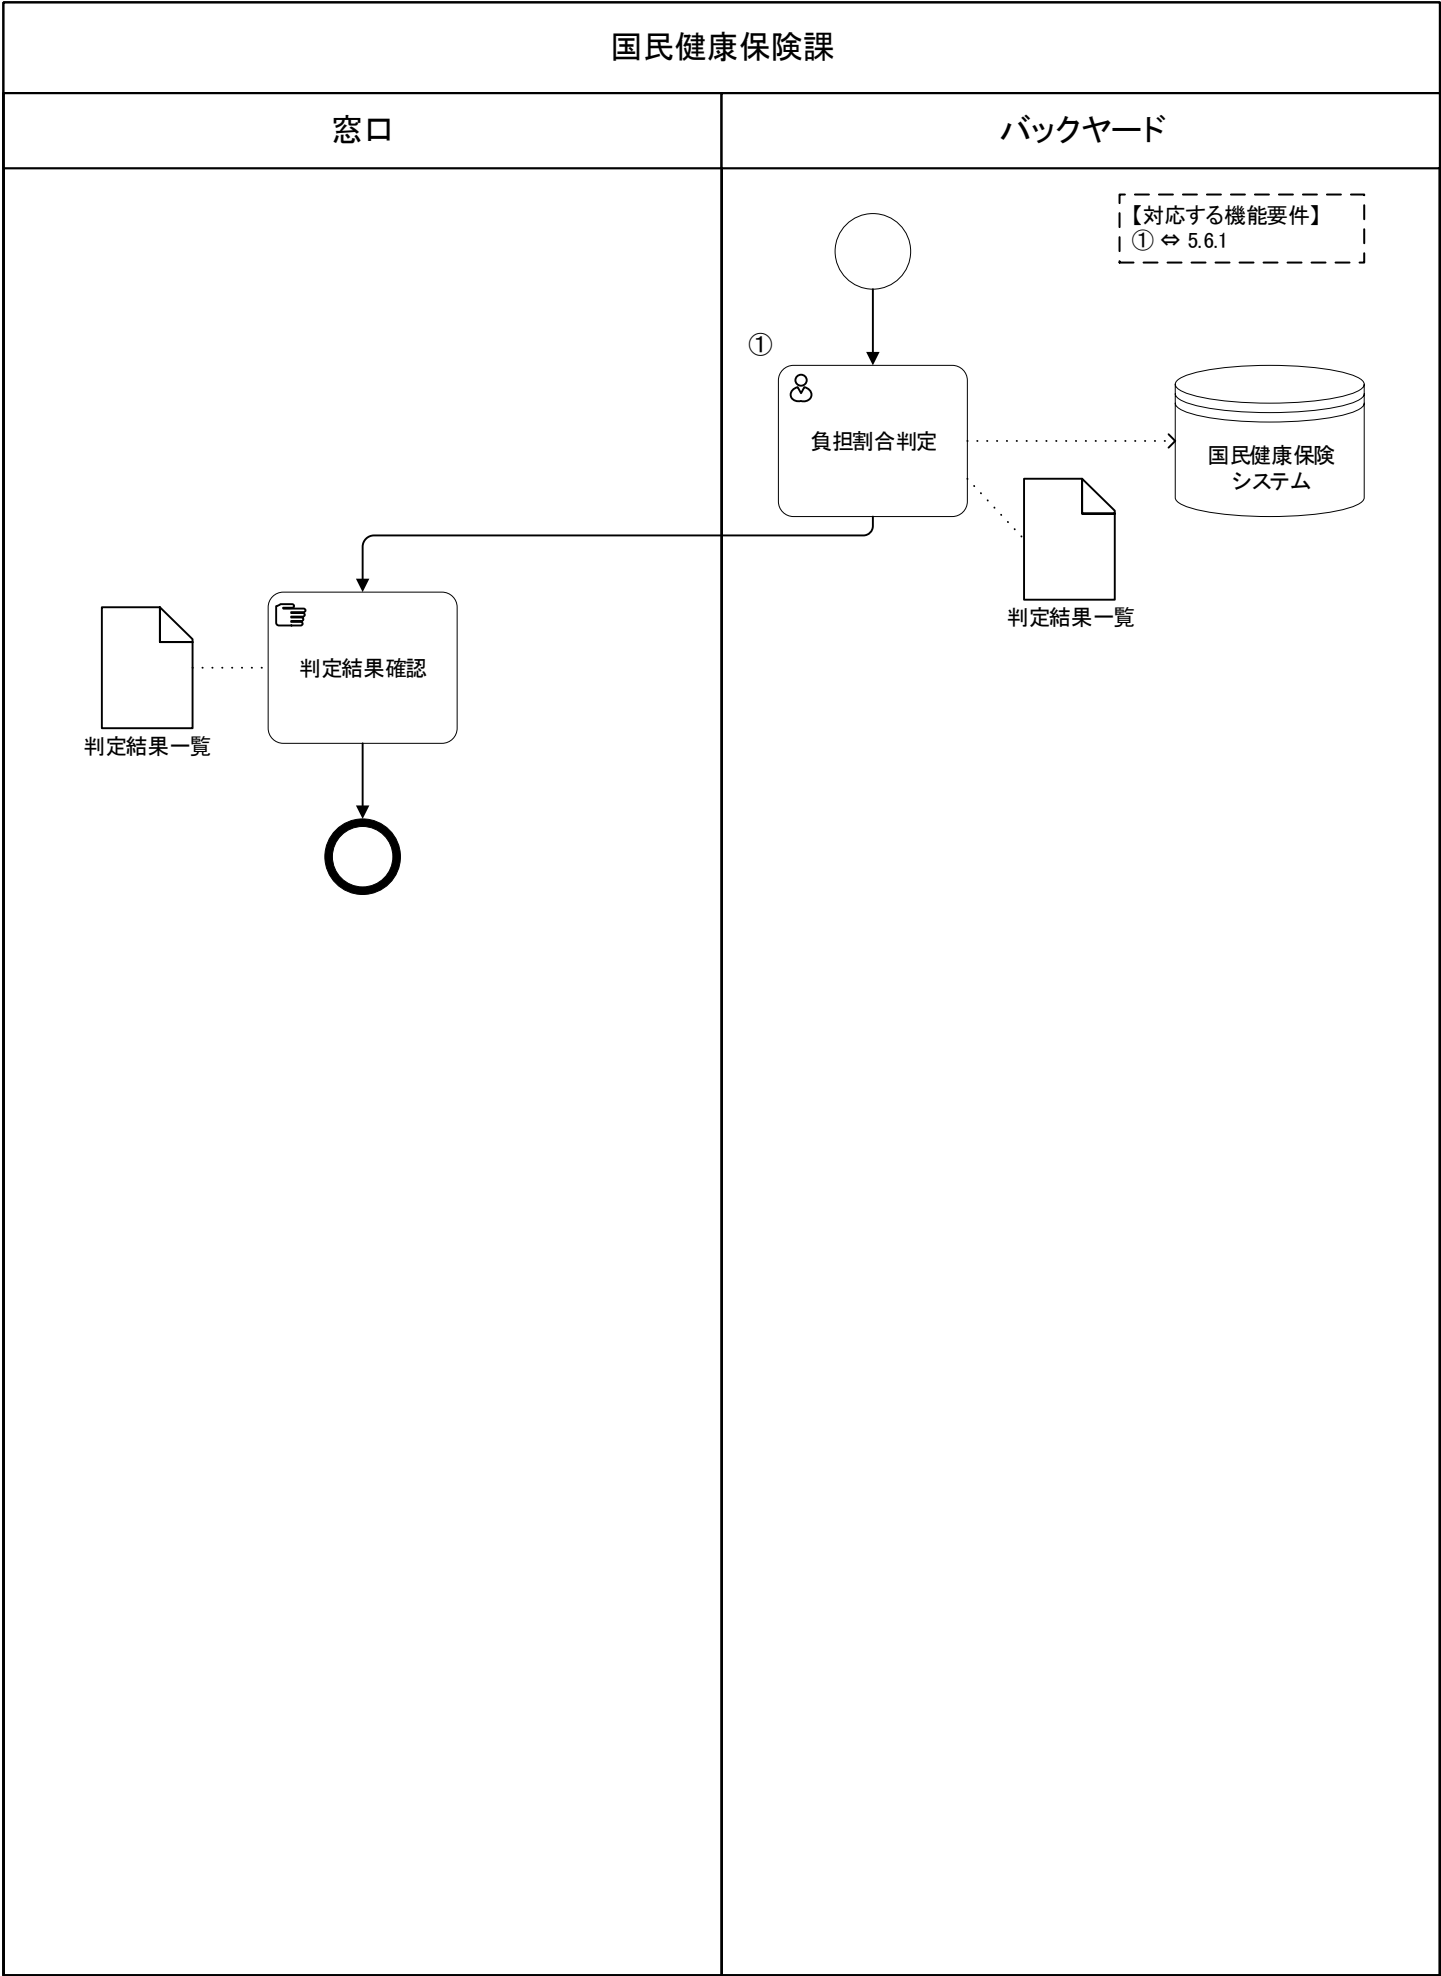 国民健康保険課
窓口
バックヤード
【対応する機能要件】
① ⇔ 5.6.1
①
負担割合判定
国民健康保険
システム
判定結果一覧
判定結果確認
判定結果一覧